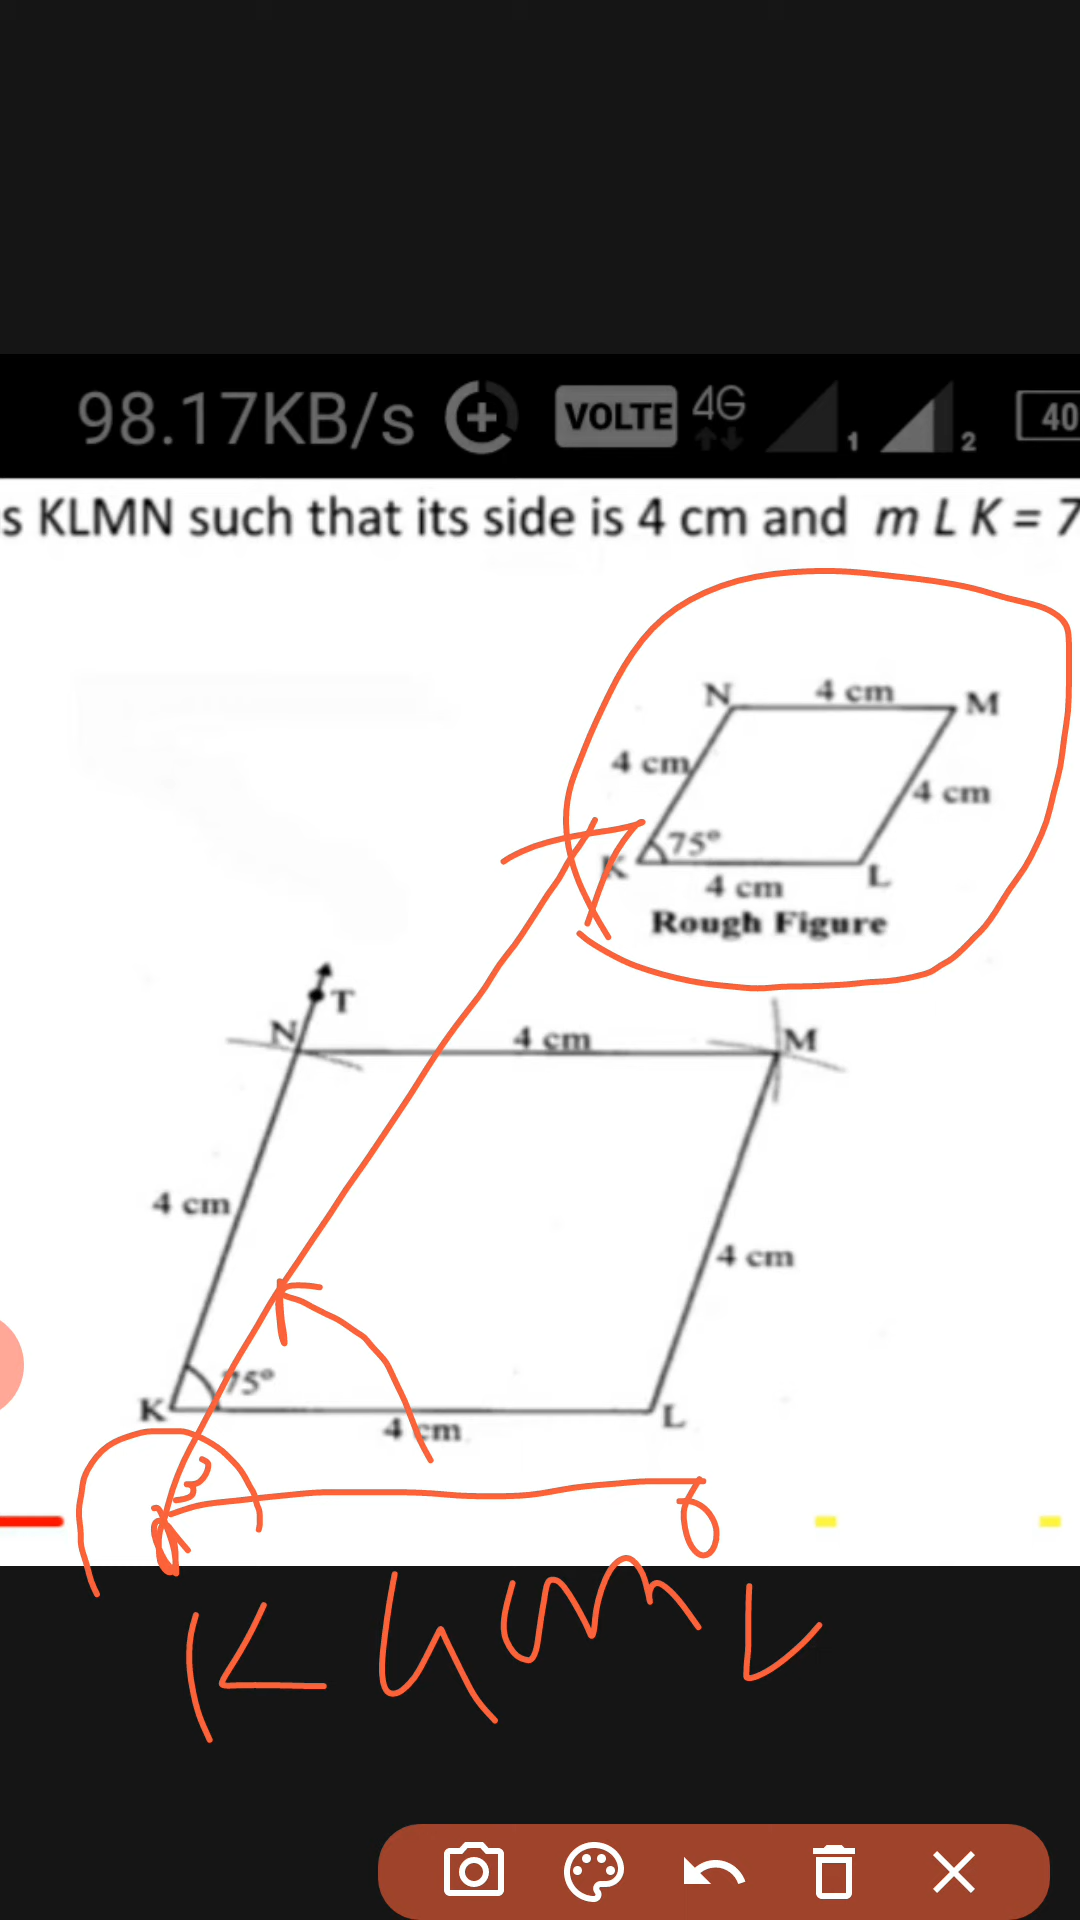 98.17KB/s VOLTE 4G 1 2 40
s KLMN such that its side is 4 cm and m L K = 7
N 4 cm M
4 cm 4 cm
K 75° L
4 cm
Rough Figure
T
N 4 cm M
4 cm
4 cm
K 75° L
4 cm
K 4cm L